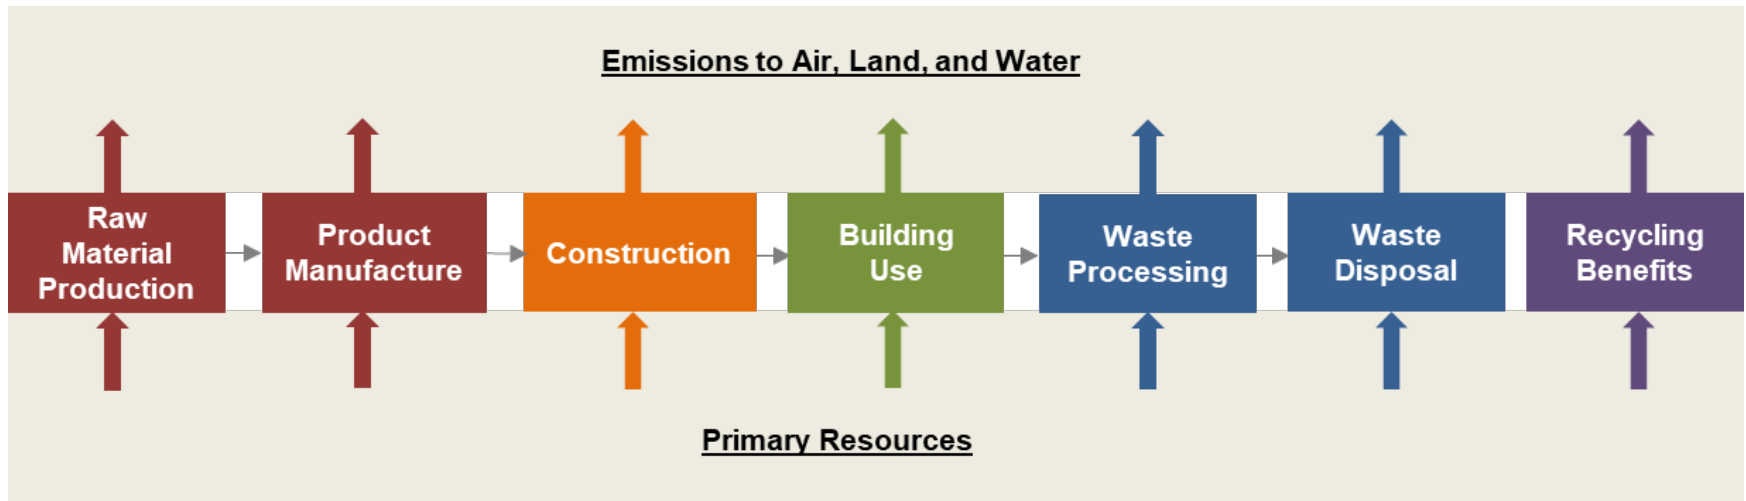 Emissions to Air, Land, and Water
Raw
Material
Production
Product
Manufacture
Construction
Building
Use
Waste
Processing
Waste
Disposal
Recycling
Benefits
Primary Resources